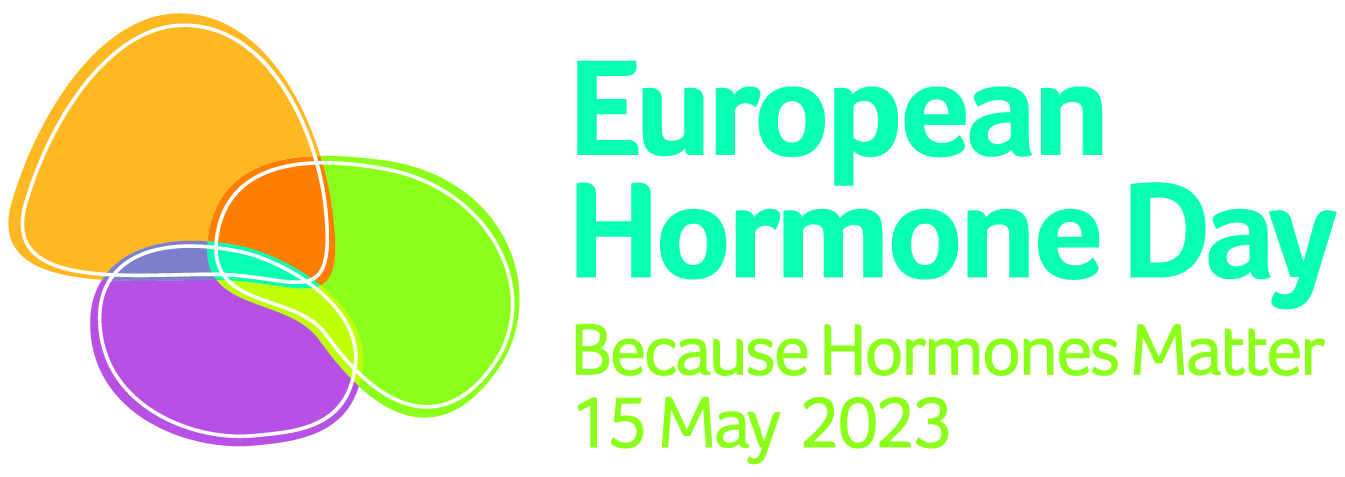 European
Hormone Day
Because Hormones Matter
15 May 2023